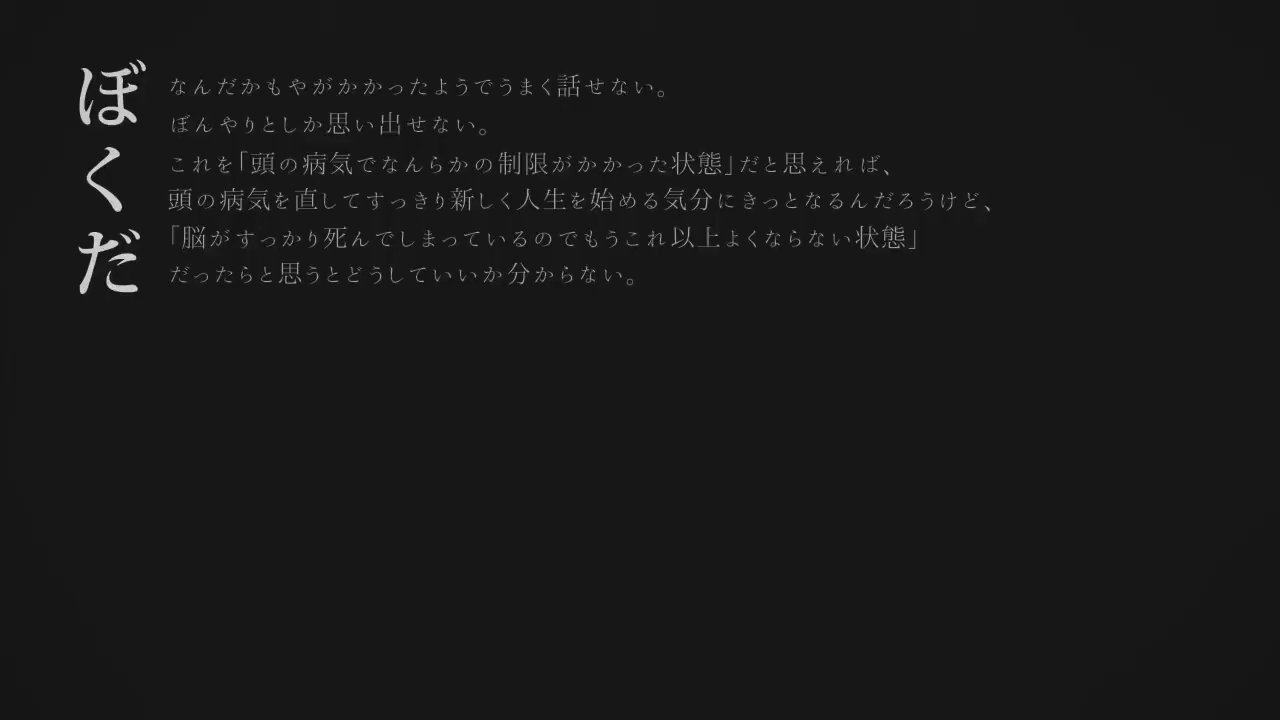 ぼくだ
なんだかもやがかかったようでうまく話せない。
ぼんやりとしか思い出せない。
これを「頭の病気でなんらかの制限がかかった状態」だと思えれば、
頭の病気を直してすっきり新しく人生を始める気分にきっとなるんだろうけど、
「脳がすっかり死んでしまっているのでもうこれ以上よくならない状態」
だったらと思うとどうしていいか分からない。